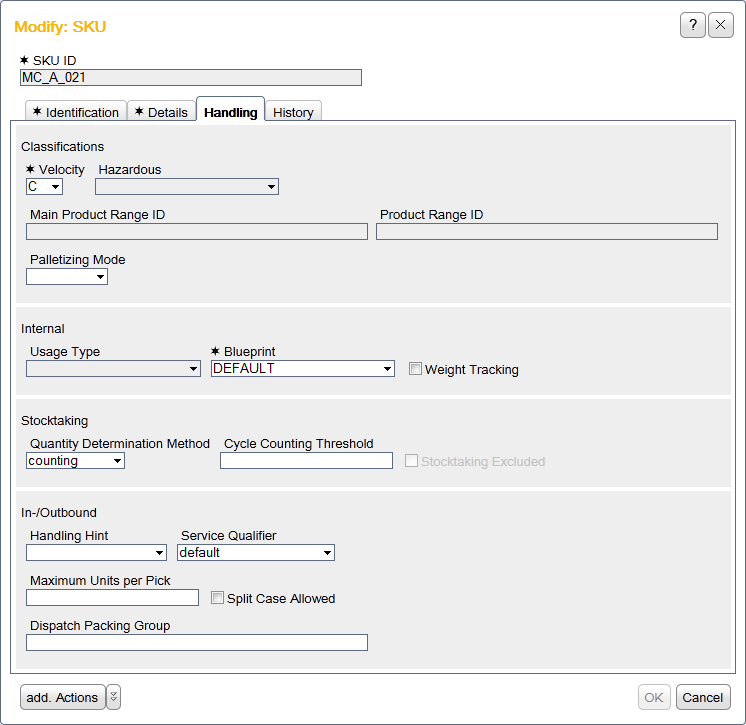 Modify: SKU
?
✶ SKU ID
MC_A_021
✶ Identification ✶ Details Handling History
Classifications
✶ Velocity Hazardous
C
Main Product Range ID Product Range ID
Palletizing Mode
Internal
Usage Type ✶ Blueprint
DEFAULT Weight Tracking
Stocktaking
Quantity Determination Method Cycle Counting Threshold
counting Stocktaking Excluded
In-/Outbound
Handling Hint Service Qualifier
default
Maximum Units per Pick
Split Case Allowed
Dispatch Packing Group
add. Actions OK Cancel